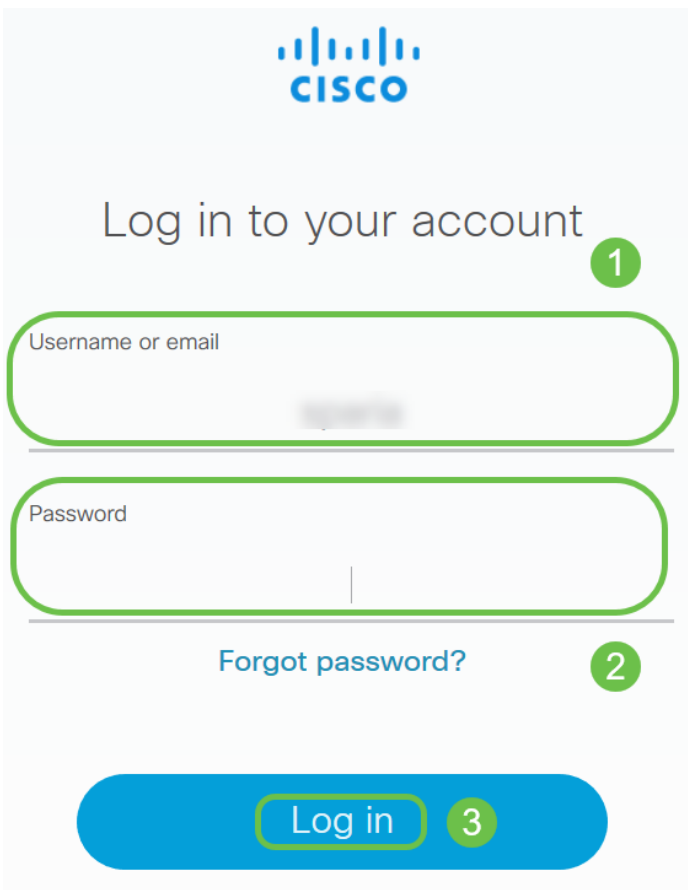 CISCO
Log in to your account
1
Username or email
Password
Forgot password?
2
Log in 3